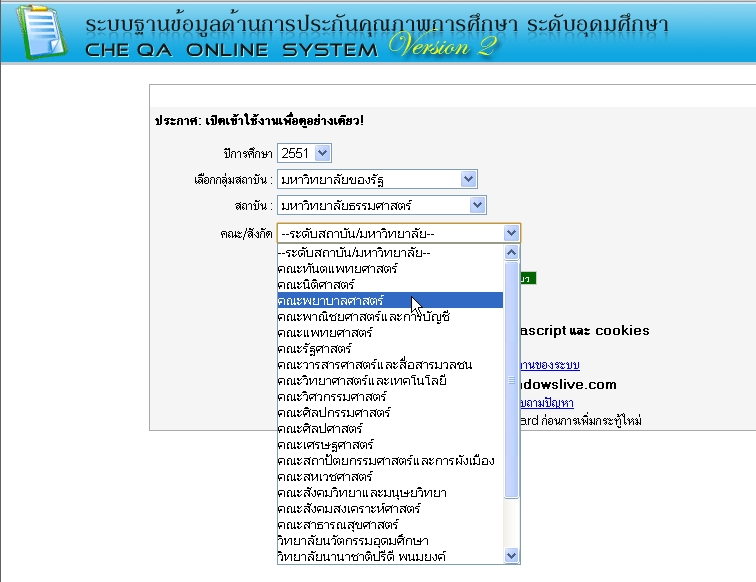 ระบบฐานข้อมูลด้านการประกันคุณภาพการศึกษา ระดับอุดมศึกษา
CHE QA ONLINE SYSTEM Version 2
ประกาศ: เปิดเข้าใช้งานเพื่อดูอย่างเดียว!
ปีการศึกษา 2551
เลือกกลุ่มสถาบัน : มหาวิทยาลัยของรัฐ
สถาบัน : มหาวิทยาลัยธรรมศาสตร์
คณะ/สังกัด --ระดับสถาบัน/มหาวิทยาลัย--
--ระดับสถาบัน/มหาวิทยาลัย--
คณะทันตแพทยศาสตร์
คณะนิติศาสตร์
คณะพยาบาลศาสตร์
คณะพาณิชยศาสตร์และการบัญชี
คณะแพทยศาสตร์
คณะรัฐศาสตร์
คณะวารสารศาสตร์และสื่อสารมวลชน
คณะวิทยาศาสตร์และเทคโนโลยี
คณะวิศวกรรมศาสตร์
คณะศิลปกรรมศาสตร์
คณะศิลปศาสตร์
คณะเศรษฐศาสตร์
คณะสถาปัตยกรรมศาสตร์และการผังเมือง
คณะสหเวชศาสตร์
คณะสังคมวิทยาและมนุษยวิทยา
คณะสังคมสงเคราะห์ศาสตร์
คณะสาธารณสุขศาสตร์
วิทยาลัยนวัตกรรมอุดมศึกษา
วิทยาลัยนานาชาติปรีดี พนมยงค์
ascript และ cookies
านของระบบ
ndowslive.com
บถามปัญหา
ard ก่อนการเพิ่มกระทู้ใหม่